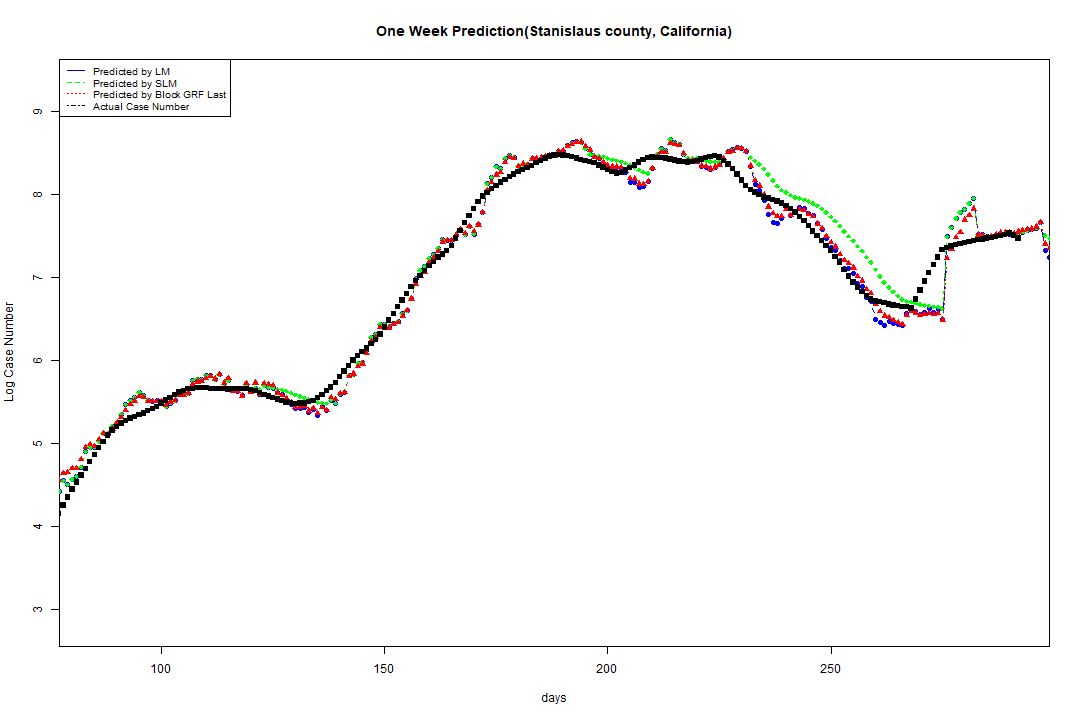 One Week Prediction(Stanislaus county, California)
Predicted by LM
Predicted by SLM
Predicted by Block GRF Last
Actual Case Number
9
8
7
6
5
4
3
Log Case Number
100 150 200 250
days